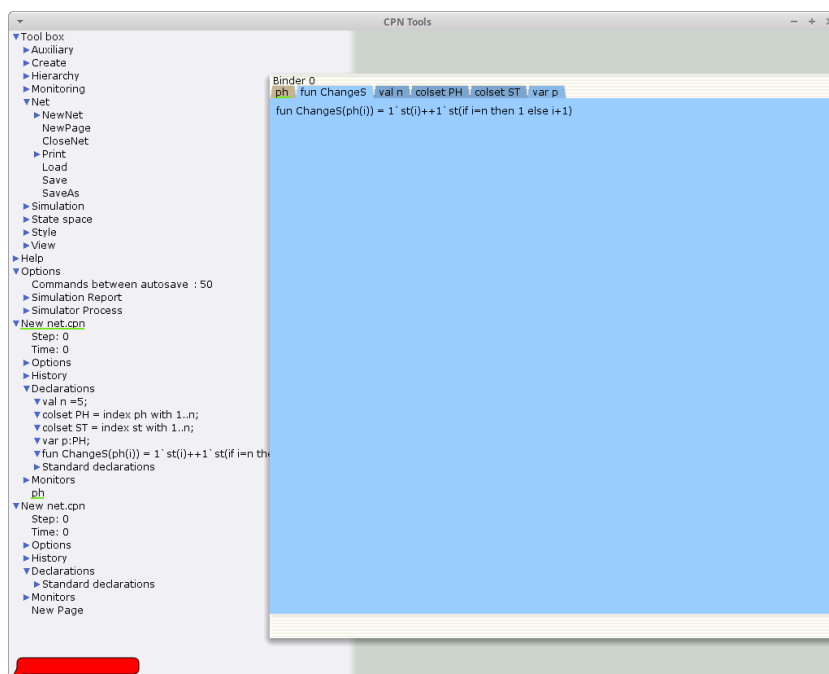 CPN Tools
Tool box
Auxiliary
Create
Hierarchy
Monitoring
Net
NewNet
NewPage
CloseNet
Print
Load
Save
SaveAs
Simulation
State space
Style
View
Help
Options
Commands between autosave : 50
Simulation Report
Simulator Process
New net.cpn
Step: 0
Time: 0
Options
History
Declarations
val n =5;
colset PH = index ph with 1..n;
colset ST = index st with 1..n;
var p:PH;
fun ChangeS(ph(i)) = 1`st(i)++1`st(if i=n the
Standard declarations
Monitors
ph
New net.cpn
Step: 0
Time: 0
Options
History
Declarations
Standard declarations
Monitors
New Page
Binder 0
ph fun ChangeS val n colset PH colset ST var p
fun ChangeS(ph(i)) = 1`st(i)++1`st(if i=n then 1 else i+1)